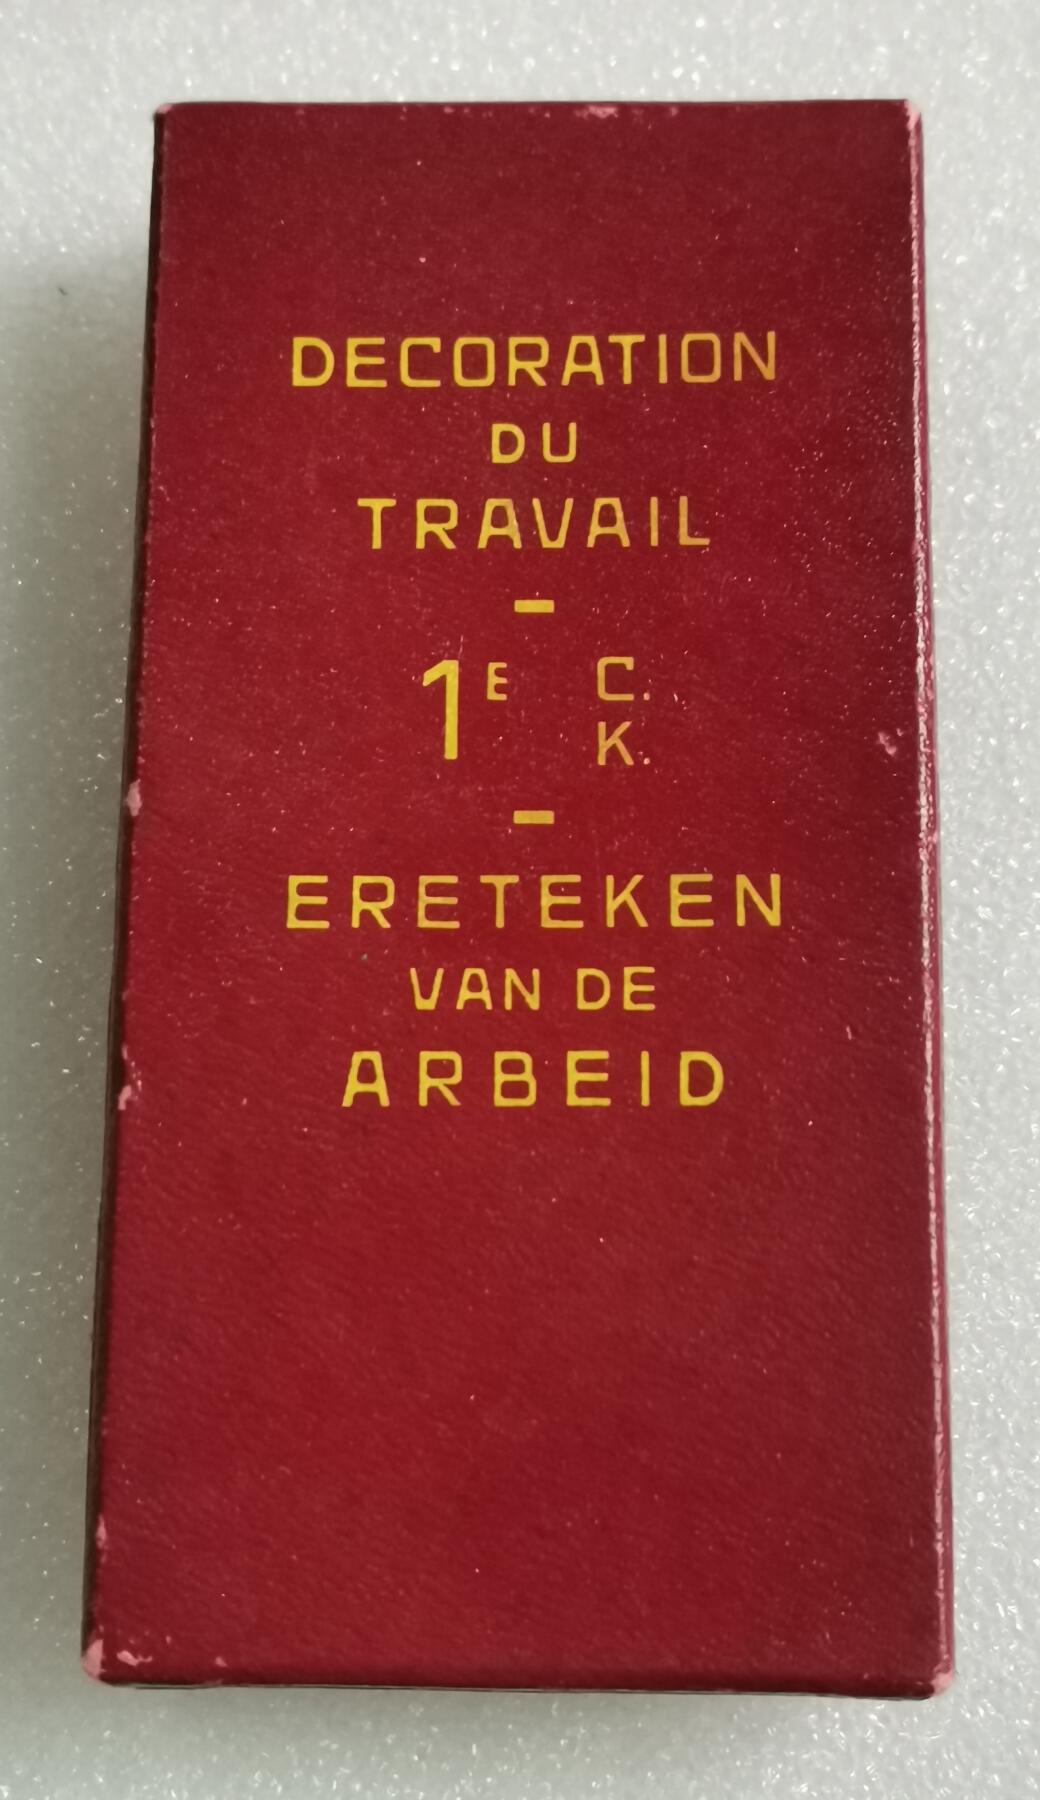 DECORATION
DU
TRAVAIL
-
1E C.
K.
-
ERETEKEN
VAN DE
ARBEID